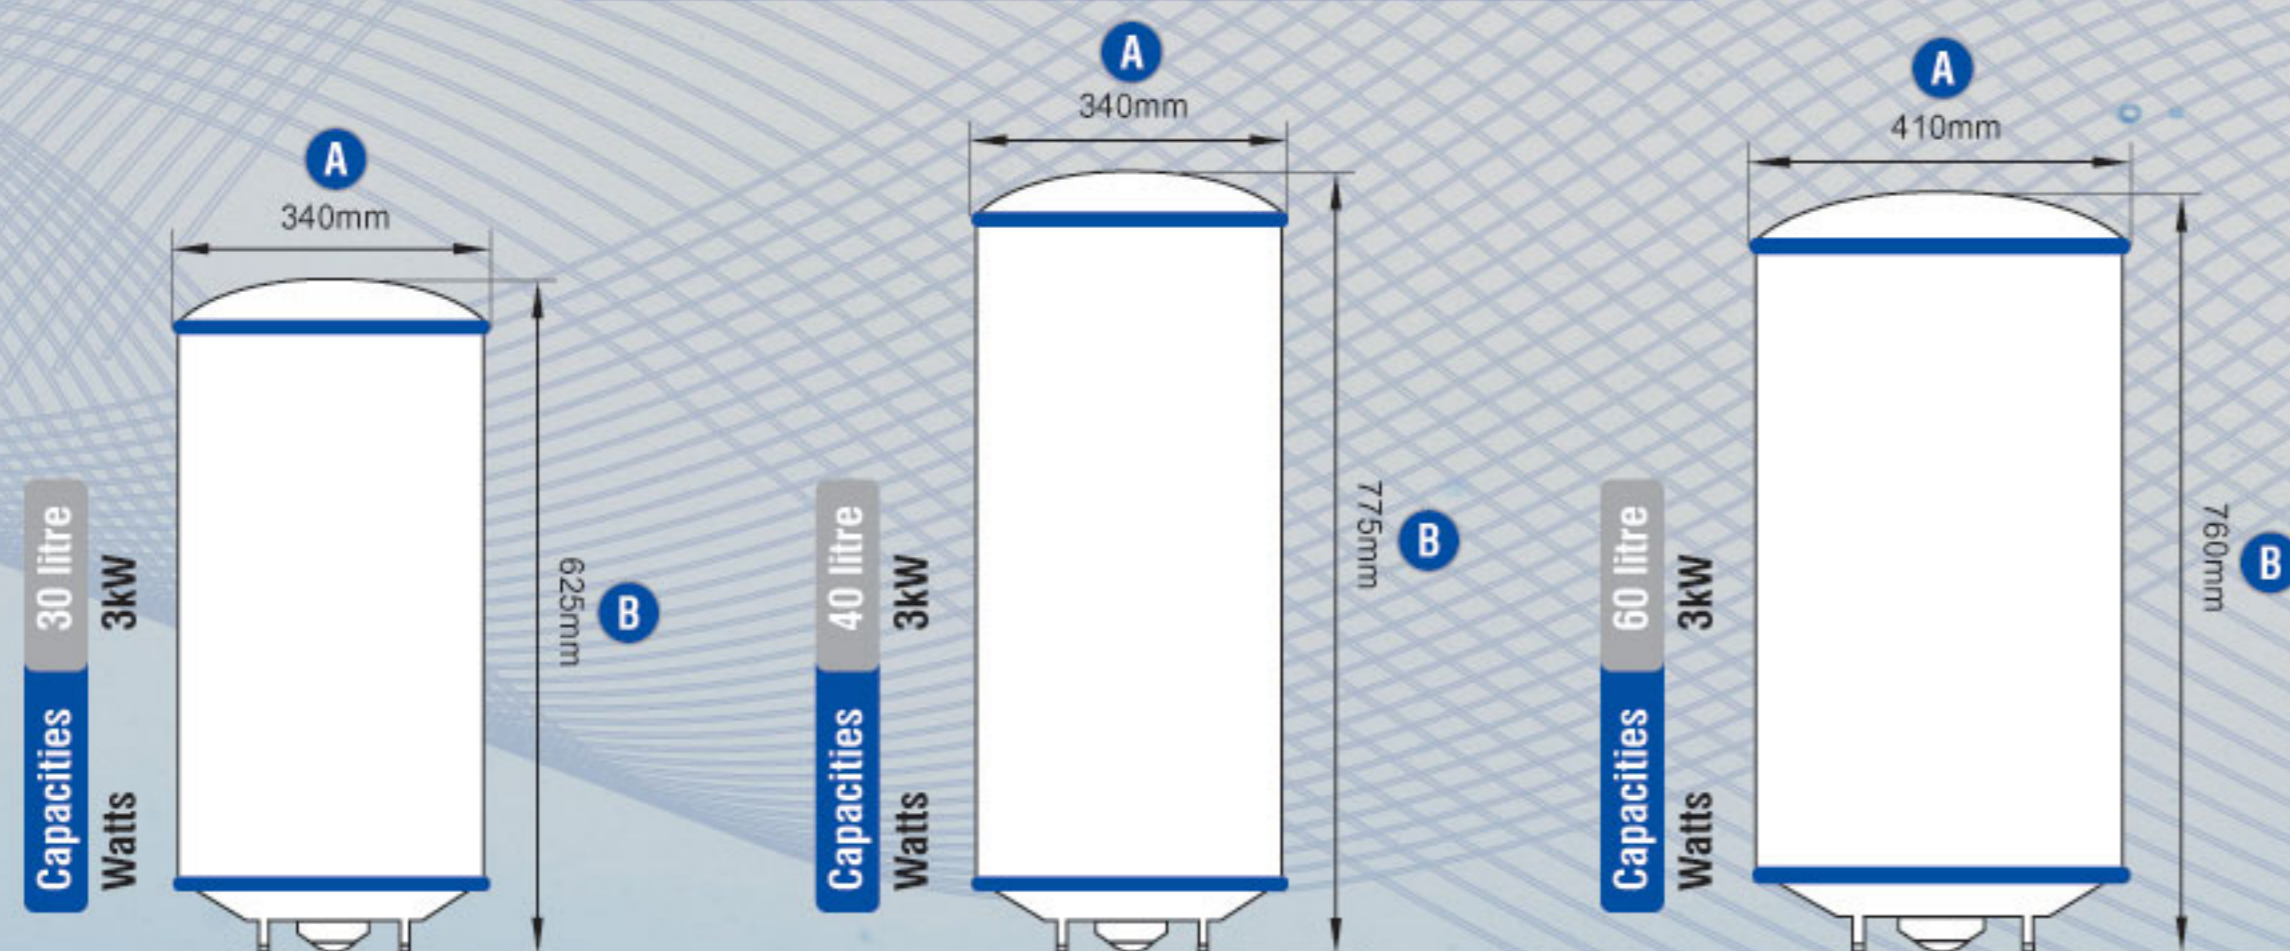 A
340mm
625mm
B
Capacities 30 litre
Watts 3kW
A
340mm
775mm
B
Capacities 40 litre
Watts 3kW
A
410mm
760mm
B
Capacities 60 litre
Watts 3kW